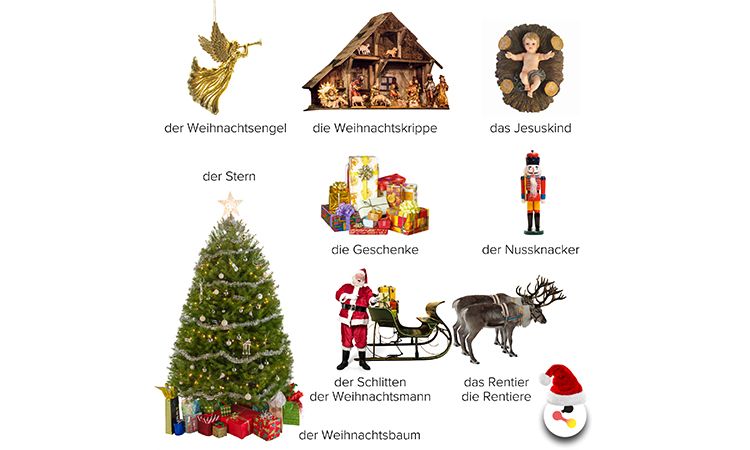 der Weihnachtsengel
die Weihnachtskrippe
das Jesuskind
der Stern
die Geschenke
der Nussknacker
der Schlitten
der Weihnachtsmann
das Rentier
die Rentiere
der Weihnachtsbaum